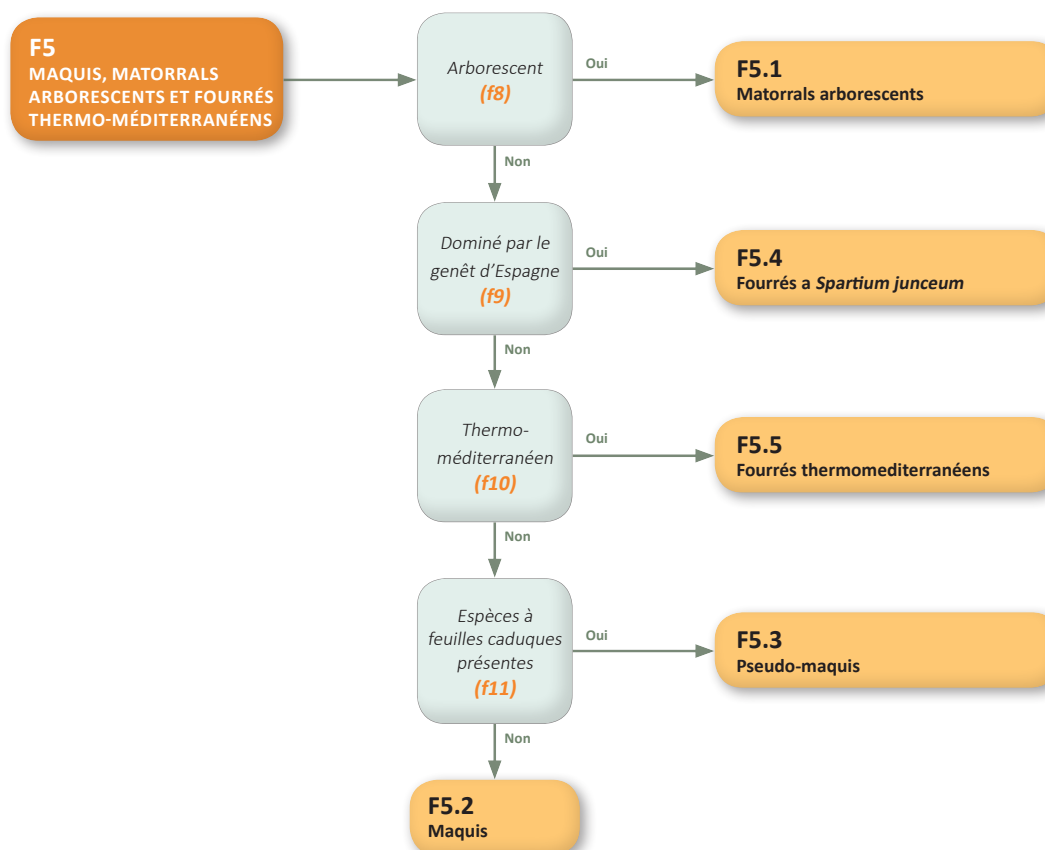 F5
MAQUIS, MATORRALS
ARBORESCENTS ET FOURRÉS
THERMO-MÉDITERRANÉENS
Arborescent
(f8)
Oui
F5.1
Matorrals arborescents
Non
Dominé par le
genêt d’Espagne
(f9)
Oui
F5.4
Fourrés a Spartium junceum
Non
Thermo-
méditerranéen
(f10)
Oui
F5.5
Fourrés thermomediterranéens
Non
Espèces à
feuilles caduques
présentes
(f11)
Oui
F5.3
Pseudo-maquis
Non
F5.2
Maquis